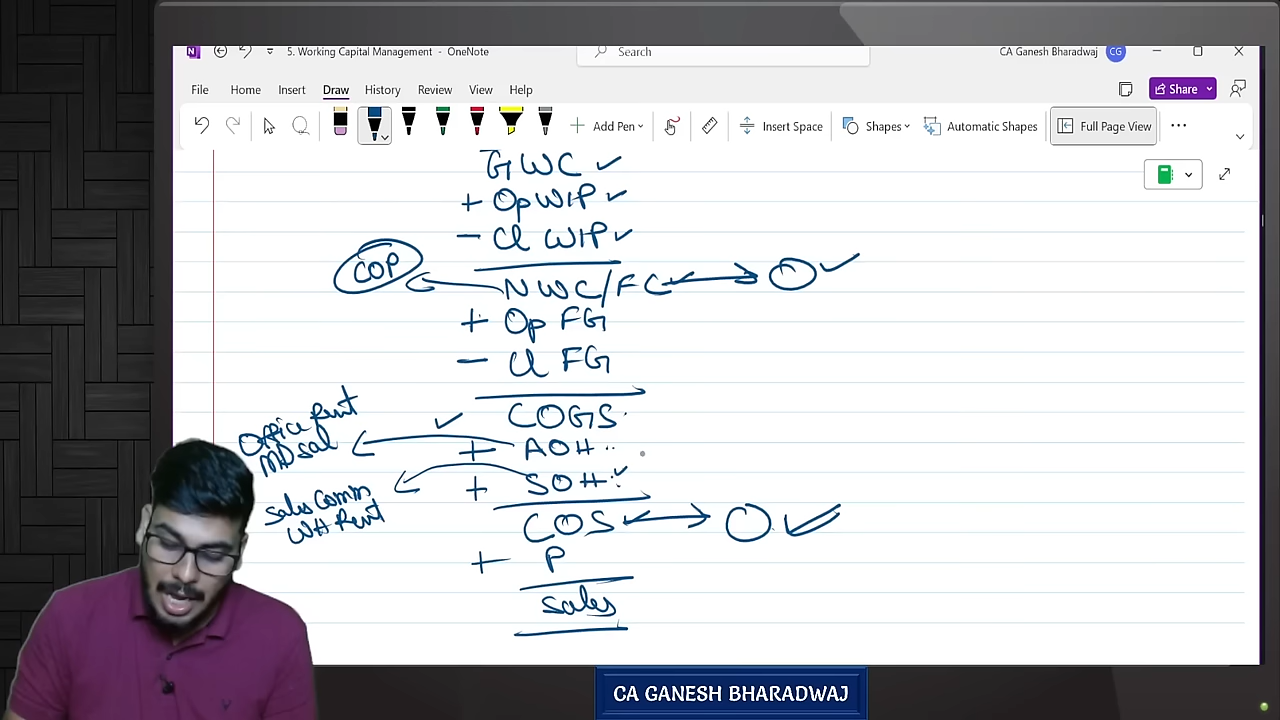 5. Working Capital Management - OneNote
Search
CA Ganesh Bharadwaj CG
File Home Insert Draw History Review View Help Share
Add Pen Insert Space Shapes Automatic Shapes Full Page View
GWC ✓
+ Op WIP ✓
- Cl WIP ✓
COP
NWC/FC
+ Op FG
- Cl FG
COGS
Office Rent
MD Sal
+ AOH
Sales Comm
WH Rent
+ SOH ✓
COS
+ P
Sales
CA GANESH BHARADWAJ